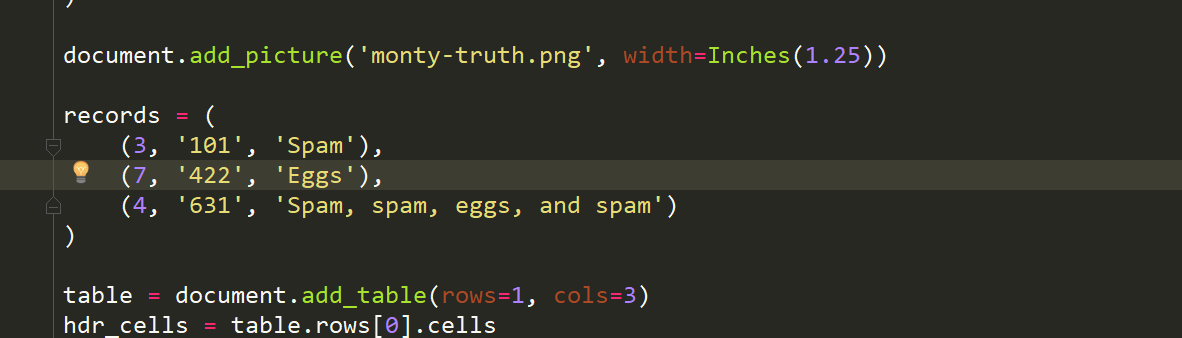 )
document.add_picture('monty-truth.png', width=Inches(1.25))
records = (
    (3, '101', 'Spam'),
    (7, '422', 'Eggs'),
    (4, '631', 'Spam, spam, eggs, and spam')
)
table = document.add_table(rows=1, cols=3)
hdr_cells = table.rows[0].cells